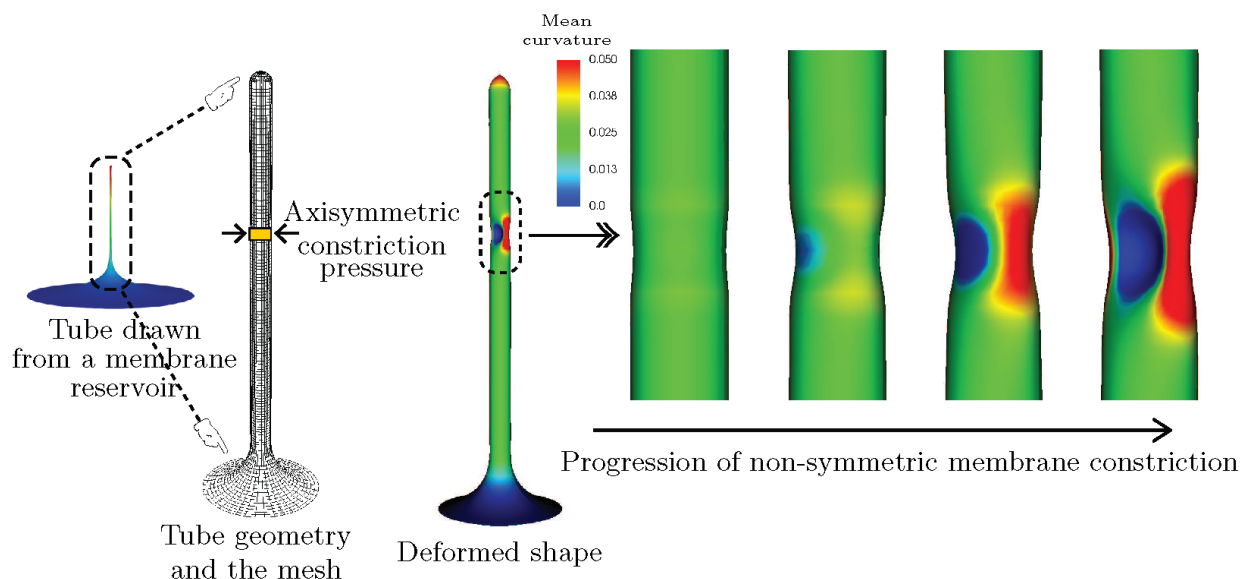 Mean
curvature
0.050
0.038
0.025
0.013
0.0
Axisymmetric
constriction
pressure
Tube drawn
from a membrane
reservoir
Tube geometry
and the mesh
Deformed shape
Progression of non-symmetric membrane constriction